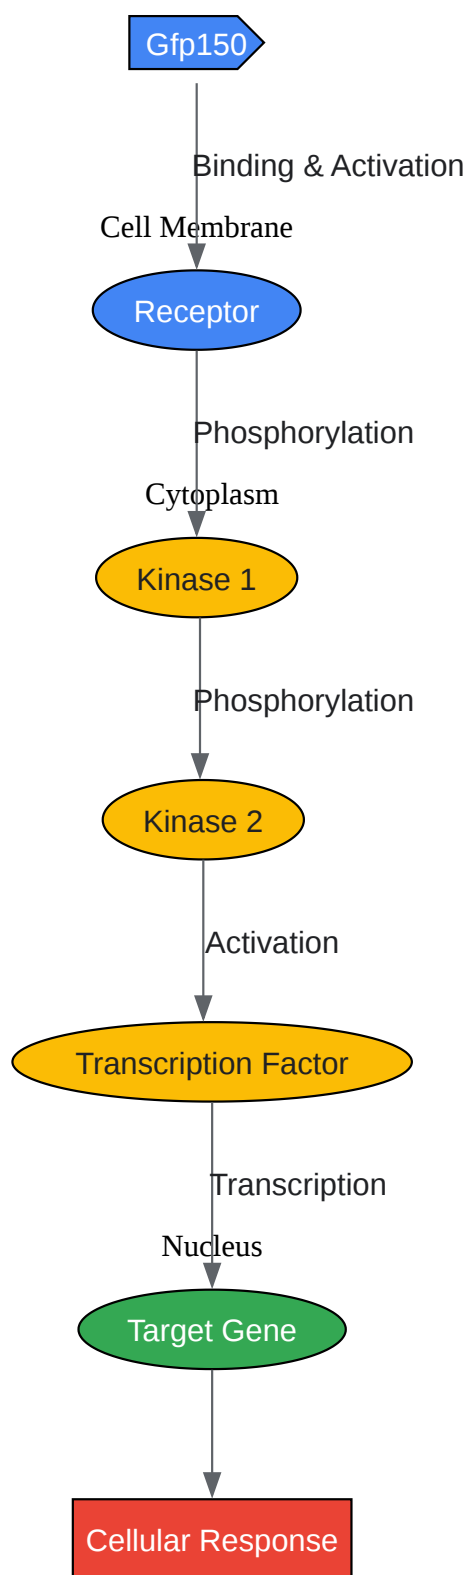 Gfp150
Binding & Activation
Cell Membrane
Receptor
Phosphorylation
Cytoplasm
Kinase 1
Phosphorylation
Kinase 2
Activation
Transcription Factor
Transcription
Nucleus
Target Gene
Cellular Response